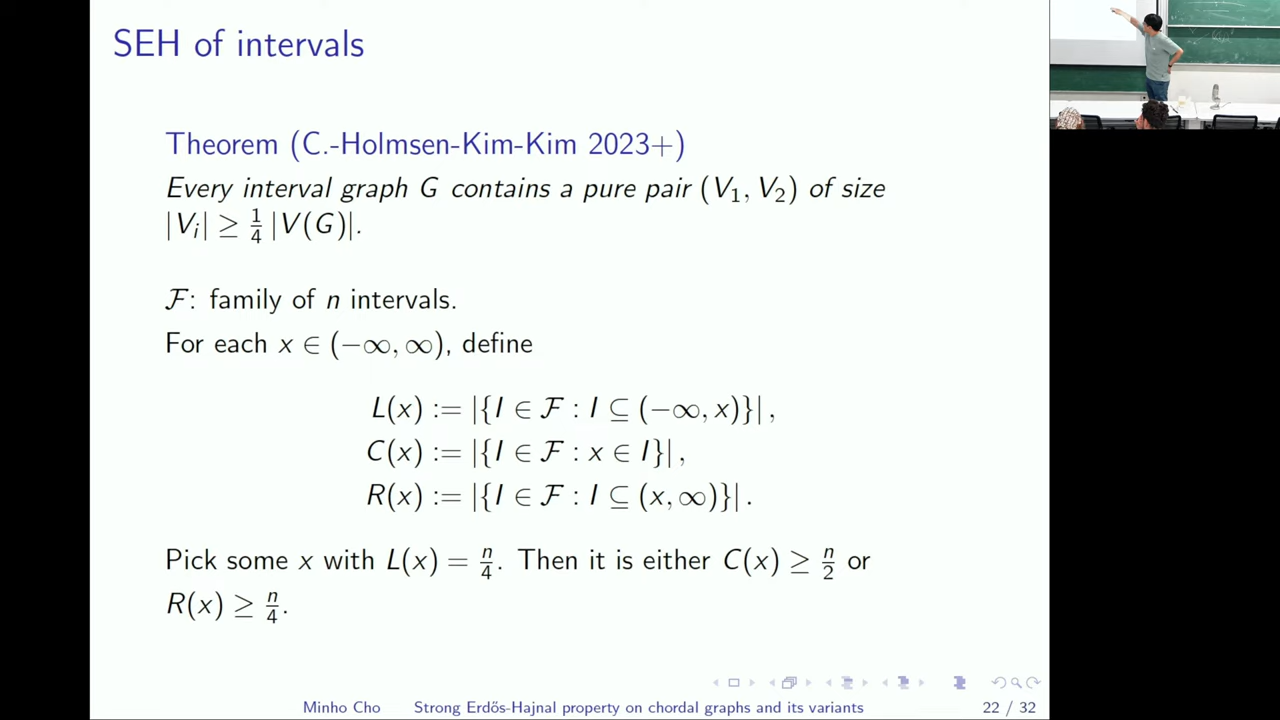 SEH of intervals
Theorem (C.-Holmsen-Kim-Kim 2023+)
Every interval graph G contains a pure pair (V₁, V₂) of size
|Vᵢ| ≥ 1/4 |V(G)|.
ℱ: family of n intervals.
For each x ∈ (−∞, ∞), define
L(x) := |{I ∈ ℱ : I ⊆ (−∞, x)}|,
C(x) := |{I ∈ ℱ : x ∈ I}|,
R(x) := |{I ∈ ℱ : I ⊆ (x, ∞)}|.
Pick some x with L(x) = n/4. Then it is either C(x) ≥ n/2 or
R(x) ≥ n/4.
Minho Cho Strong Erdős-Hajnal property on chordal graphs and its variants 22 / 32